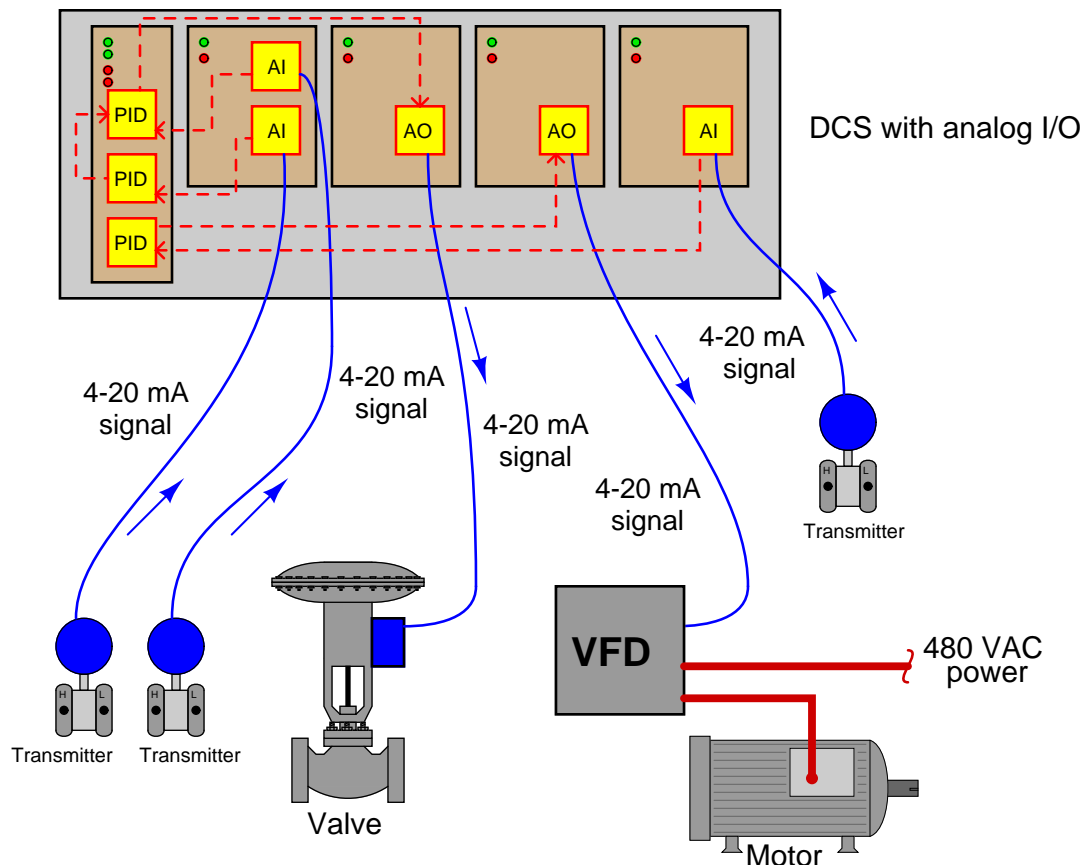 AI
PID
AI
AO
AO
AI
DCS with analog I/O
PID
PID
4-20 mA
signal
4-20 mA
signal
4-20 mA
signal
4-20 mA
signal
4-20 mA
signal
H L
Transmitter
VFD
480 VAC
power
H L
Transmitter
H L
Transmitter
Valve
Motor